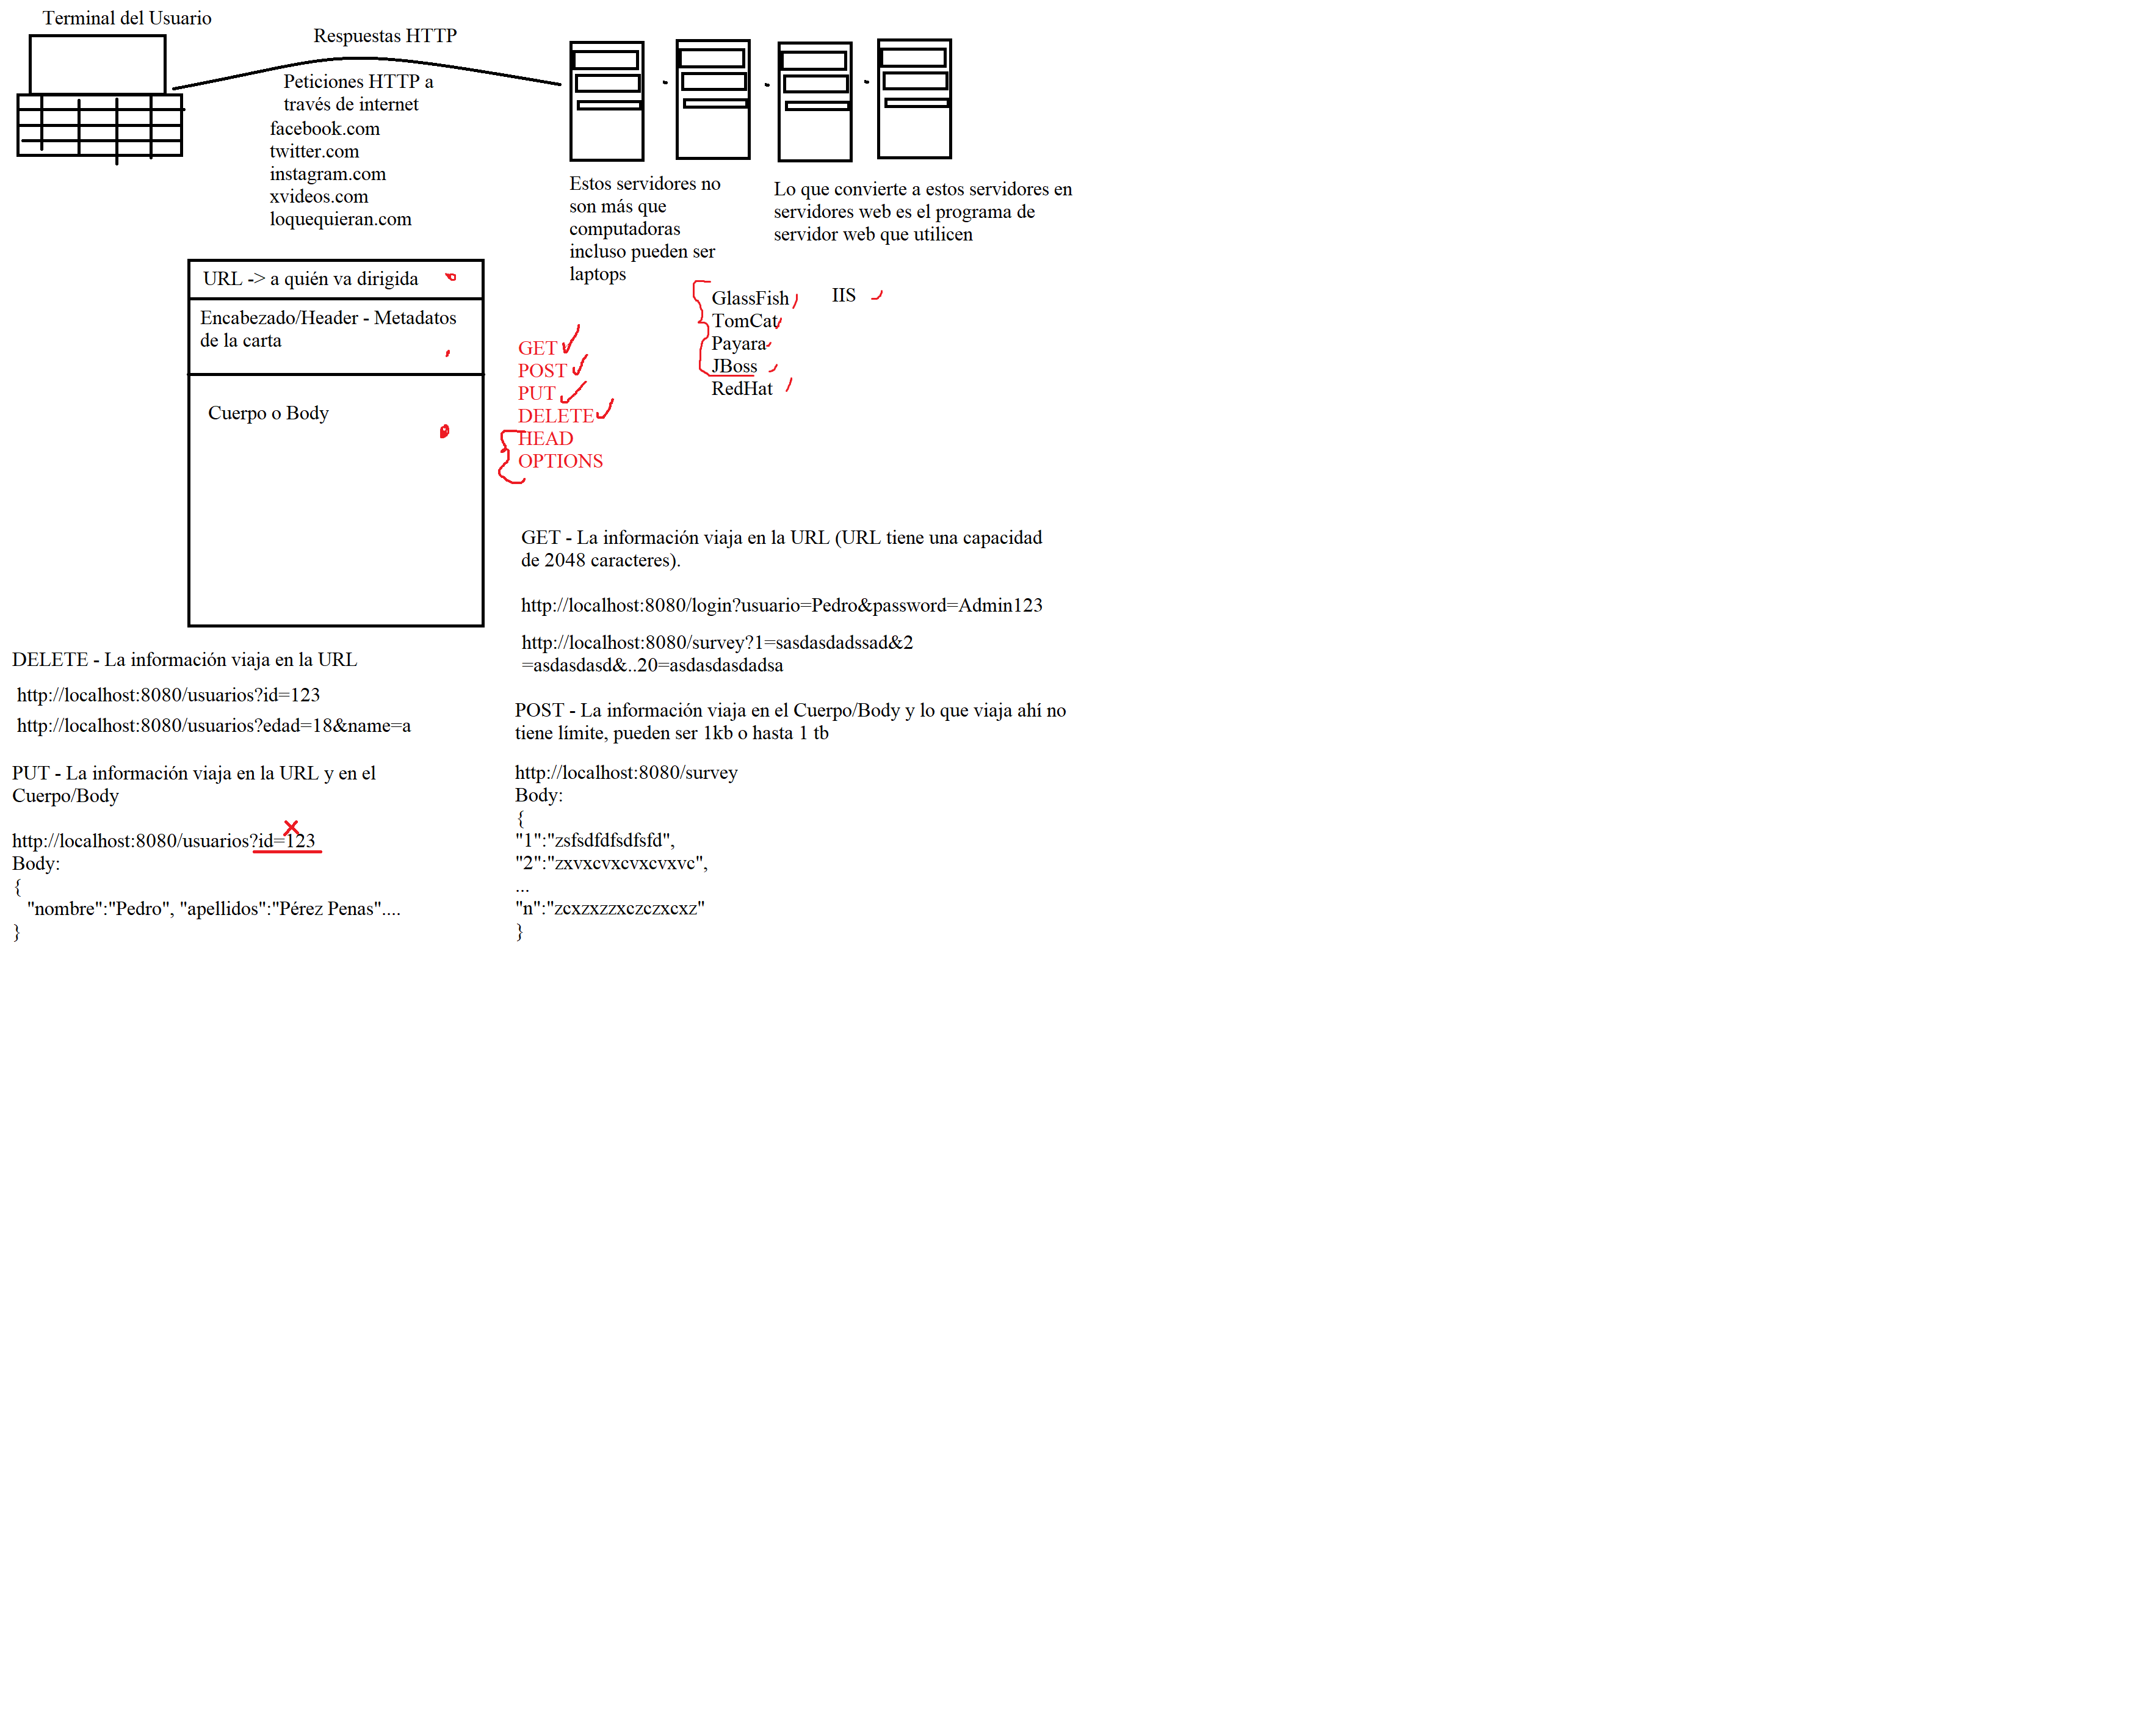 Terminal del Usuario
Respuestas HTTP
Peticiones HTTP a
través de internet
facebook.com
twitter.com
instagram.com
xvideos.com
loquequieran.com
Estos servidores no
son más que
computadoras
incluso pueden ser
laptops
Lo que convierte a estos servidores en
servidores web es el programa de
servidor web que utilicen
GlassFish
TomCat
Payara
JBoss
RedHat
IIS
URL -> a quién va dirigida
Encabezado/Header - Metadatos
de la carta
Cuerpo o Body
GET
POST
PUT
DELETE
HEAD
OPTIONS
GET - La información viaja en la URL (URL tiene una capacidad
de 2048 caracteres).
http://localhost:8080/login?usuario=Pedro&password=Admin123
http://localhost:8080/survey?1=sasdasdadssad&2
=asdasdasd&..20=asdasdasdadsa
POST - La información viaja en el Cuerpo/Body y lo que viaja ahí no
tiene límite, pueden ser 1kb o hasta 1 tb
http://localhost:8080/survey
Body:
{
"1":"zsfsdfdfsdfsfd",
"2":"zxvxcvxcvxcvxvc",
...
"n":"zcxzxzzxczczxcxz"
}
DELETE - La información viaja en la URL
http://localhost:8080/usuarios?id=123
http://localhost:8080/usuarios?edad=18&name=a
PUT - La información viaja en la URL y en el
Cuerpo/Body
http://localhost:8080/usuarios?id=123
Body:
{
"nombre":"Pedro", "apellidos":"Pérez Penas"....
}